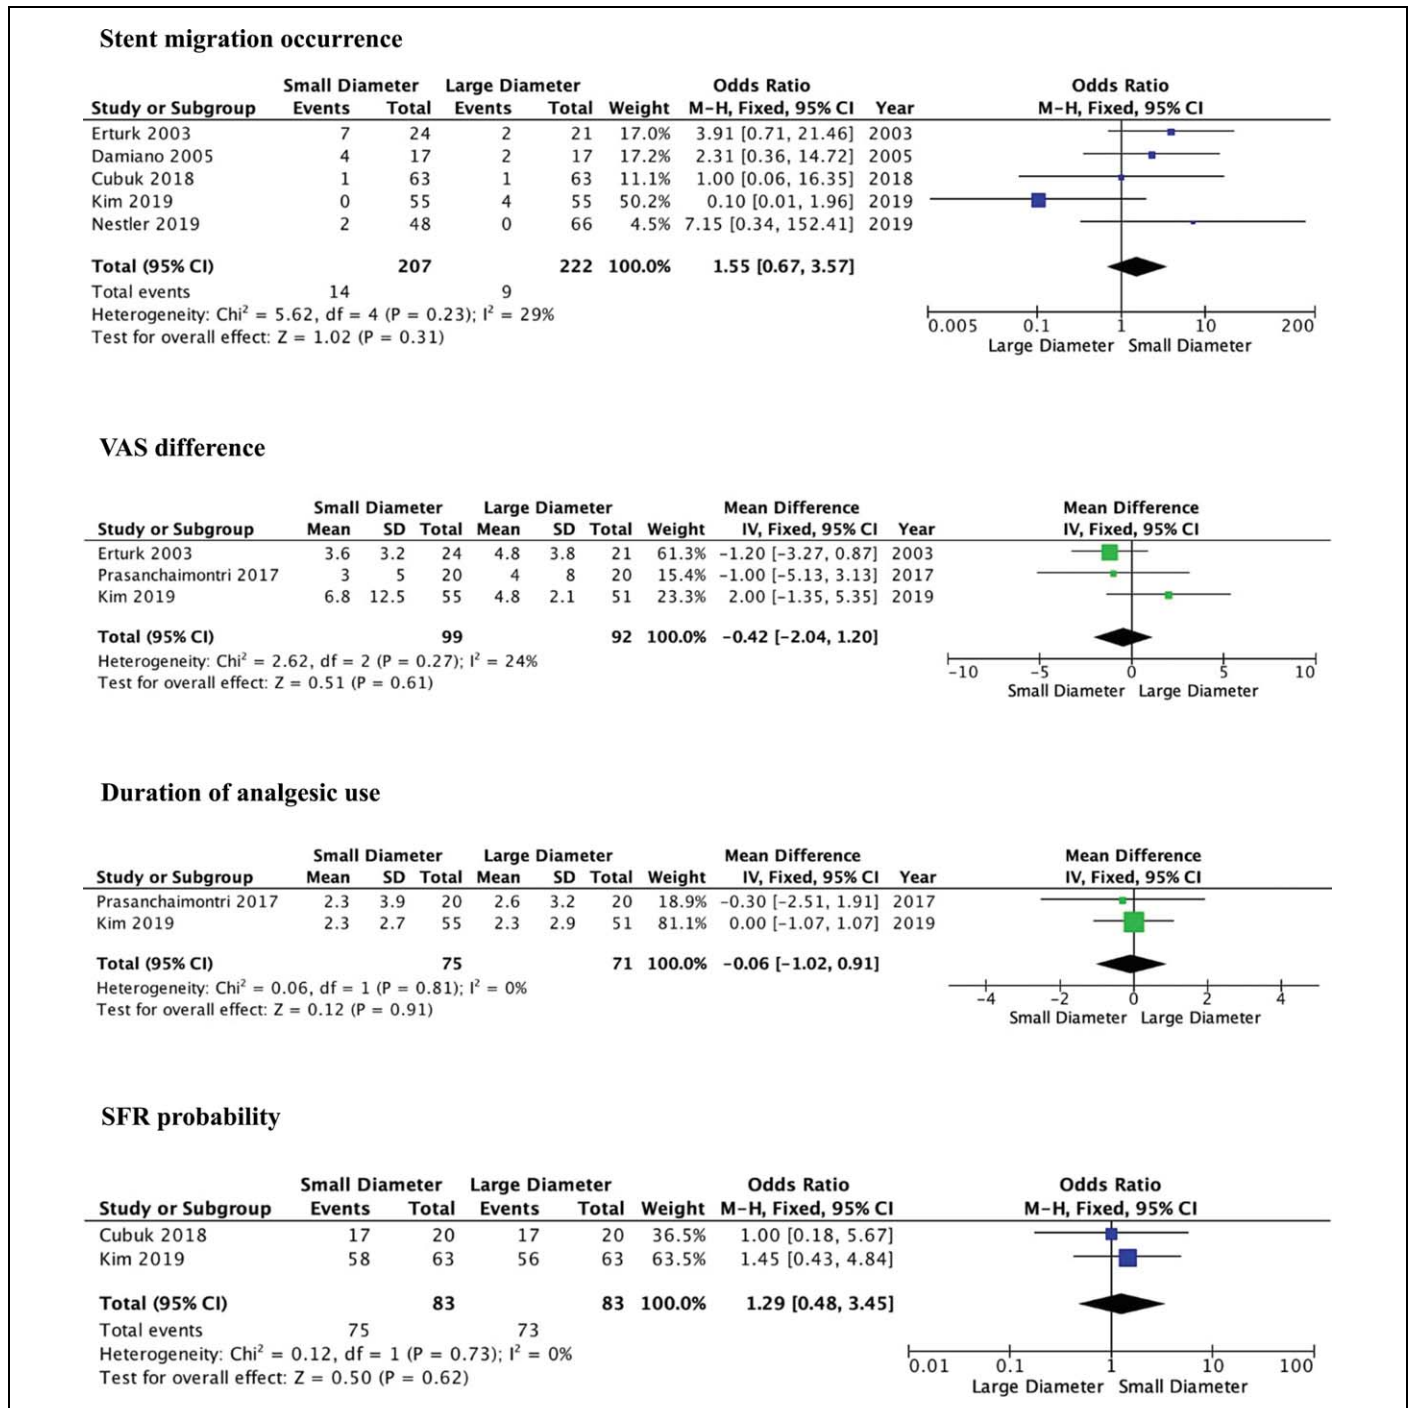 Stent migration occurrence
Small Diameter Large Diameter Odds Ratio Odds Ratio
Study or Subgroup Events Total Events Total Weight M-H, Fixed, 95% CI Year M-H, Fixed, 95% CI
Erturk 2003 7 24 2 21 17.0% 3.91 [0.71, 21.46] 2003
Damiano 2005 4 17 2 17 17.2% 2.31 [0.36, 14.72] 2005
Cubuk 2018 1 63 1 63 11.1% 1.00 [0.06, 16.35] 2018
Kim 2019 0 55 4 55 50.2% 0.10 [0.01, 1.96] 2019
Nestler 2019 2 48 0 66 4.5% 7.15 [0.34, 152.41] 2019
Total (95% CI) 207 222 100.0% 1.55 [0.67, 3.57]
Total events 14 9
Heterogeneity: Chi² = 5.62, df = 4 (P = 0.23); I² = 29%
Test for overall effect: Z = 1.02 (P = 0.31)
0.005 0.1 1 10 200
Large Diameter Small Diameter
VAS difference
Small Diameter Large Diameter Mean Difference Mean Difference
Study or Subgroup Mean SD Total Mean SD Total Weight IV, Fixed, 95% CI Year IV, Fixed, 95% CI
Erturk 2003 3.6 3.2 24 4.8 3.8 21 61.3% −1.20 [−3.27, 0.87] 2003
Prasanchaimontri 2017 3 5 20 4 8 20 15.4% −1.00 [−5.13, 3.13] 2017
Kim 2019 6.8 12.5 55 4.8 2.1 51 23.3% 2.00 [−1.35, 5.35] 2019
Total (95% CI) 99 92 100.0% −0.42 [−2.04, 1.20]
Heterogeneity: Chi² = 2.62, df = 2 (P = 0.27); I² = 24%
Test for overall effect: Z = 0.51 (P = 0.61)
−10 −5 0 5 10
Small Diameter Large Diameter
Duration of analgesic use
Small Diameter Large Diameter Mean Difference Mean Difference
Study or Subgroup Mean SD Total Mean SD Total Weight IV, Fixed, 95% CI Year IV, Fixed, 95% CI
Prasanchaimontri 2017 2.3 3.9 20 2.6 3.2 20 18.9% −0.30 [−2.51, 1.91] 2017
Kim 2019 2.3 2.7 55 2.3 2.9 51 81.1% 0.00 [−1.07, 1.07] 2019
Total (95% CI) 75 71 100.0% −0.06 [−1.02, 0.91]
Heterogeneity: Chi² = 0.06, df = 1 (P = 0.81); I² = 0%
Test for overall effect: Z = 0.12 (P = 0.91)
−4 −2 0 2 4
Small Diameter Large Diameter
SFR probability
Small Diameter Large Diameter Odds Ratio Odds Ratio
Study or Subgroup Events Total Events Total Weight M-H, Fixed, 95% CI M-H, Fixed, 95% CI
Cubuk 2018 17 20 17 20 36.5% 1.00 [0.18, 5.67]
Kim 2019 58 63 56 63 63.5% 1.45 [0.43, 4.84]
Total (95% CI) 83 83 100.0% 1.29 [0.48, 3.45]
Total events 75 73
Heterogeneity: Chi² = 0.12, df = 1 (P = 0.73); I² = 0%
Test for overall effect: Z = 0.50 (P = 0.62)
0.01 0.1 1 10 100
Large Diameter Small Diameter